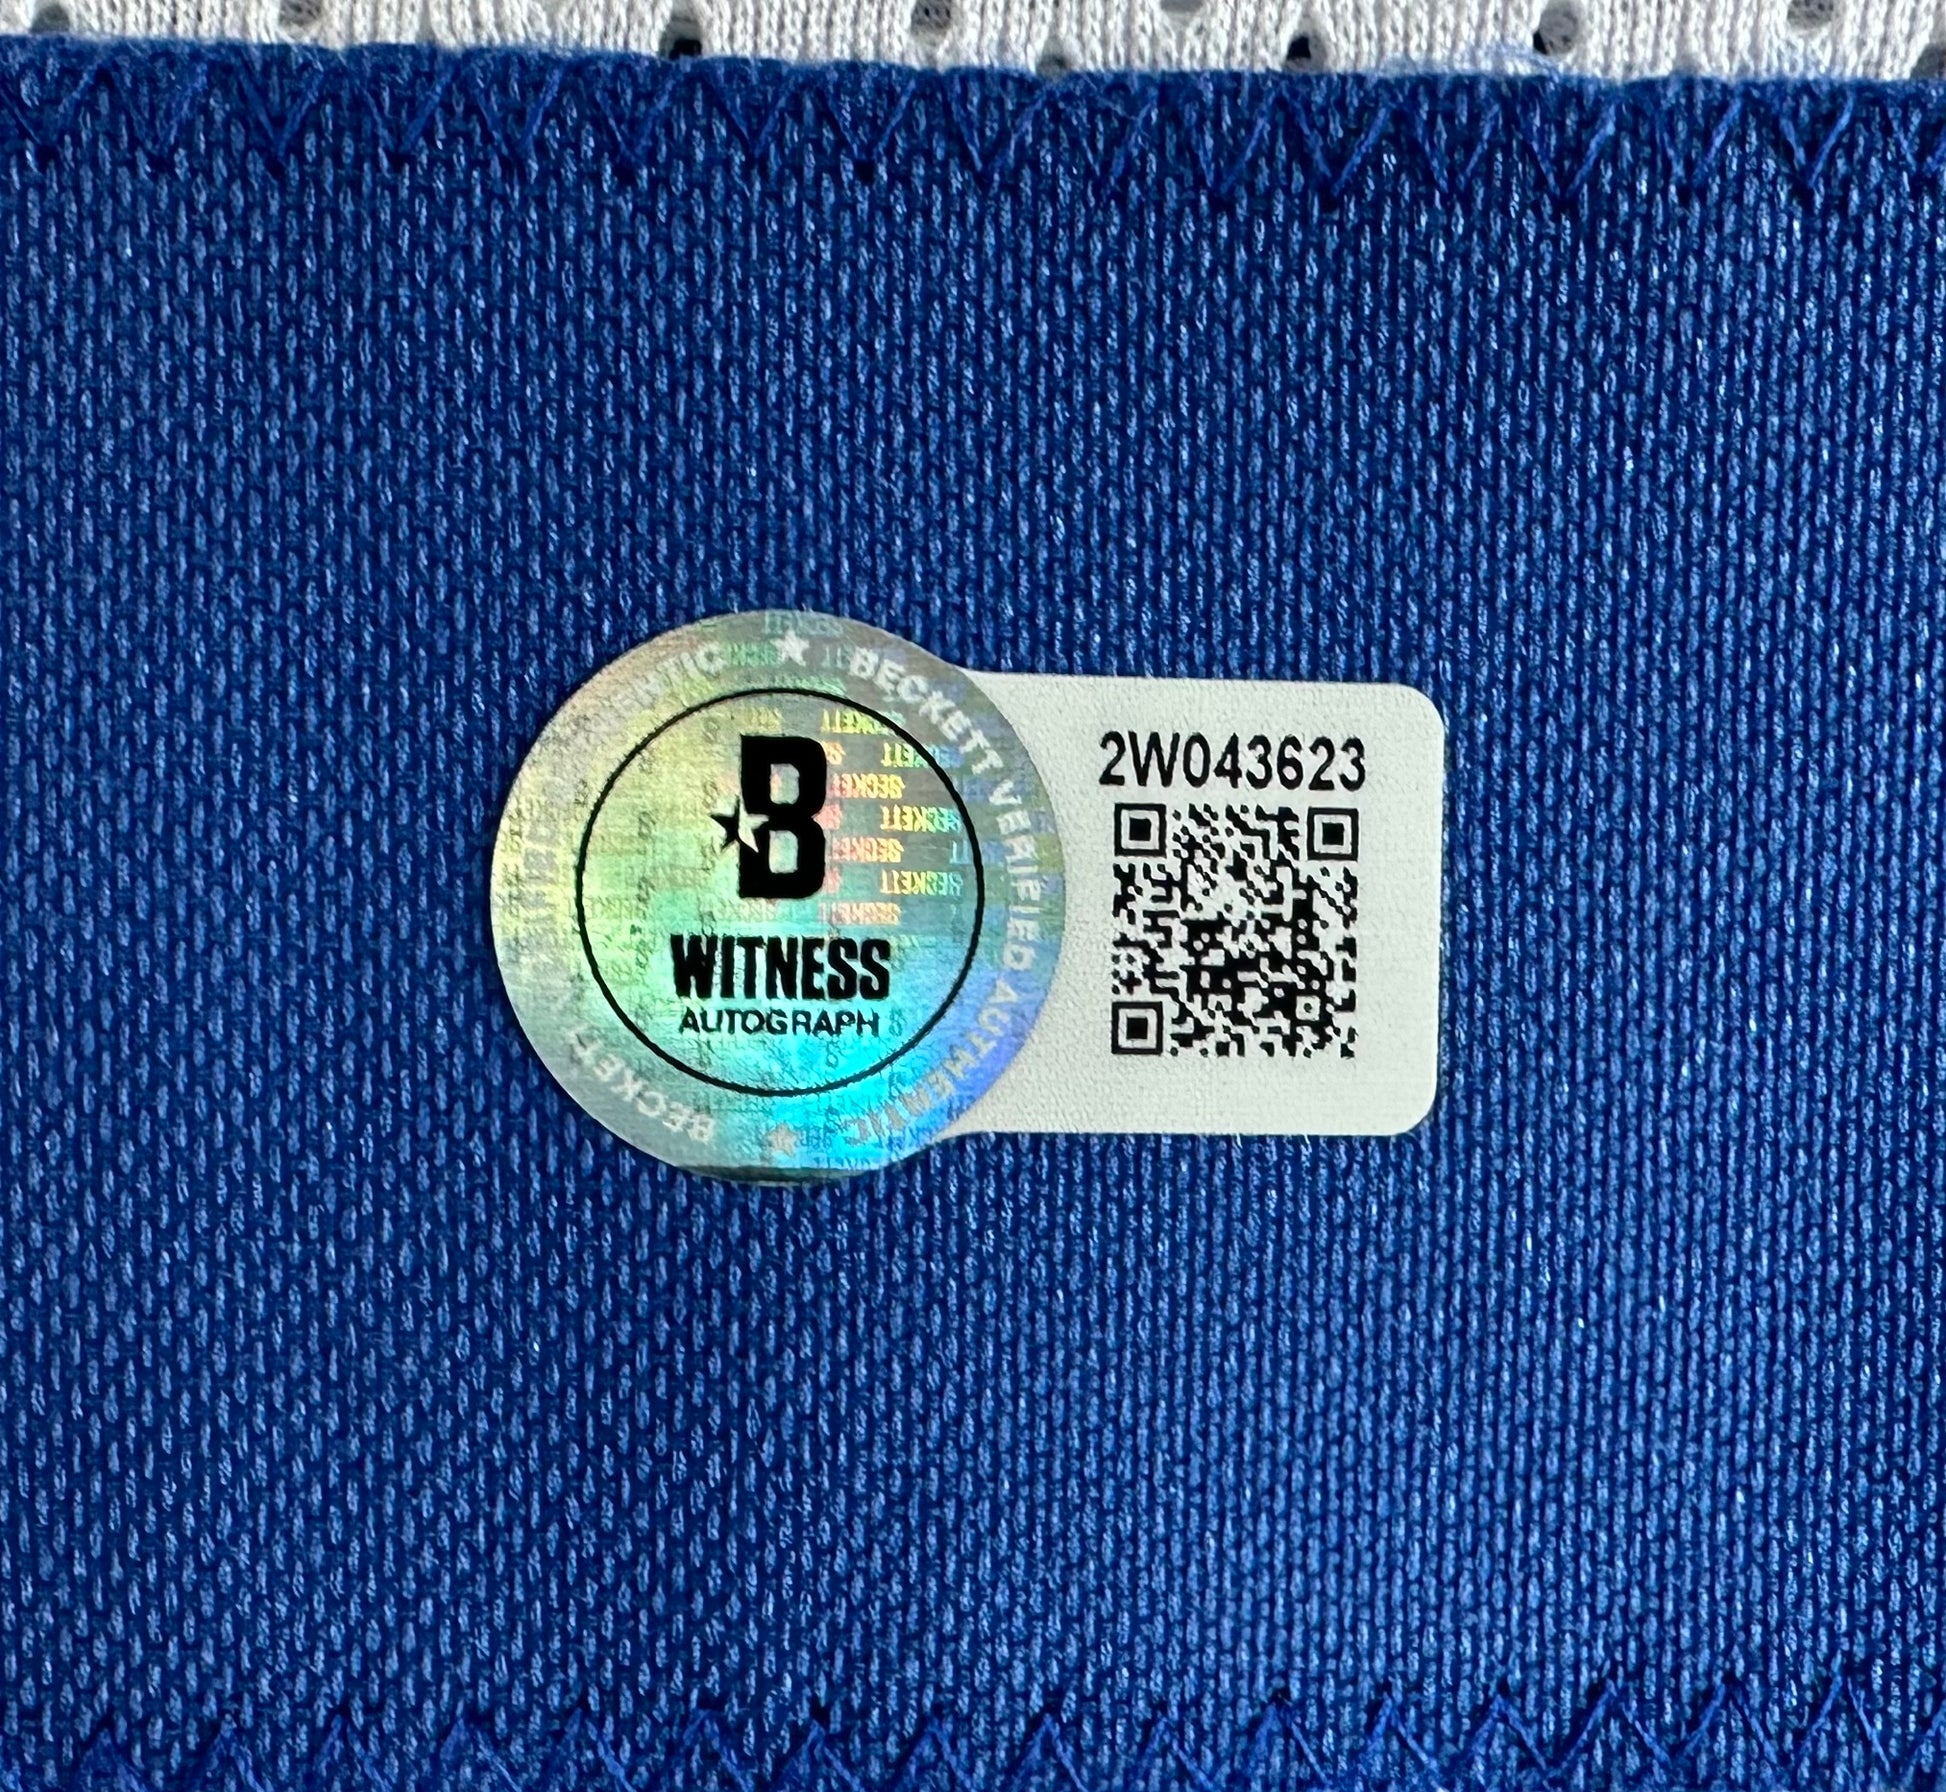 ★ BECKETT VERIFIED AUTHENTIC
B
WITNESS
AUTOGRAPH
2W043623